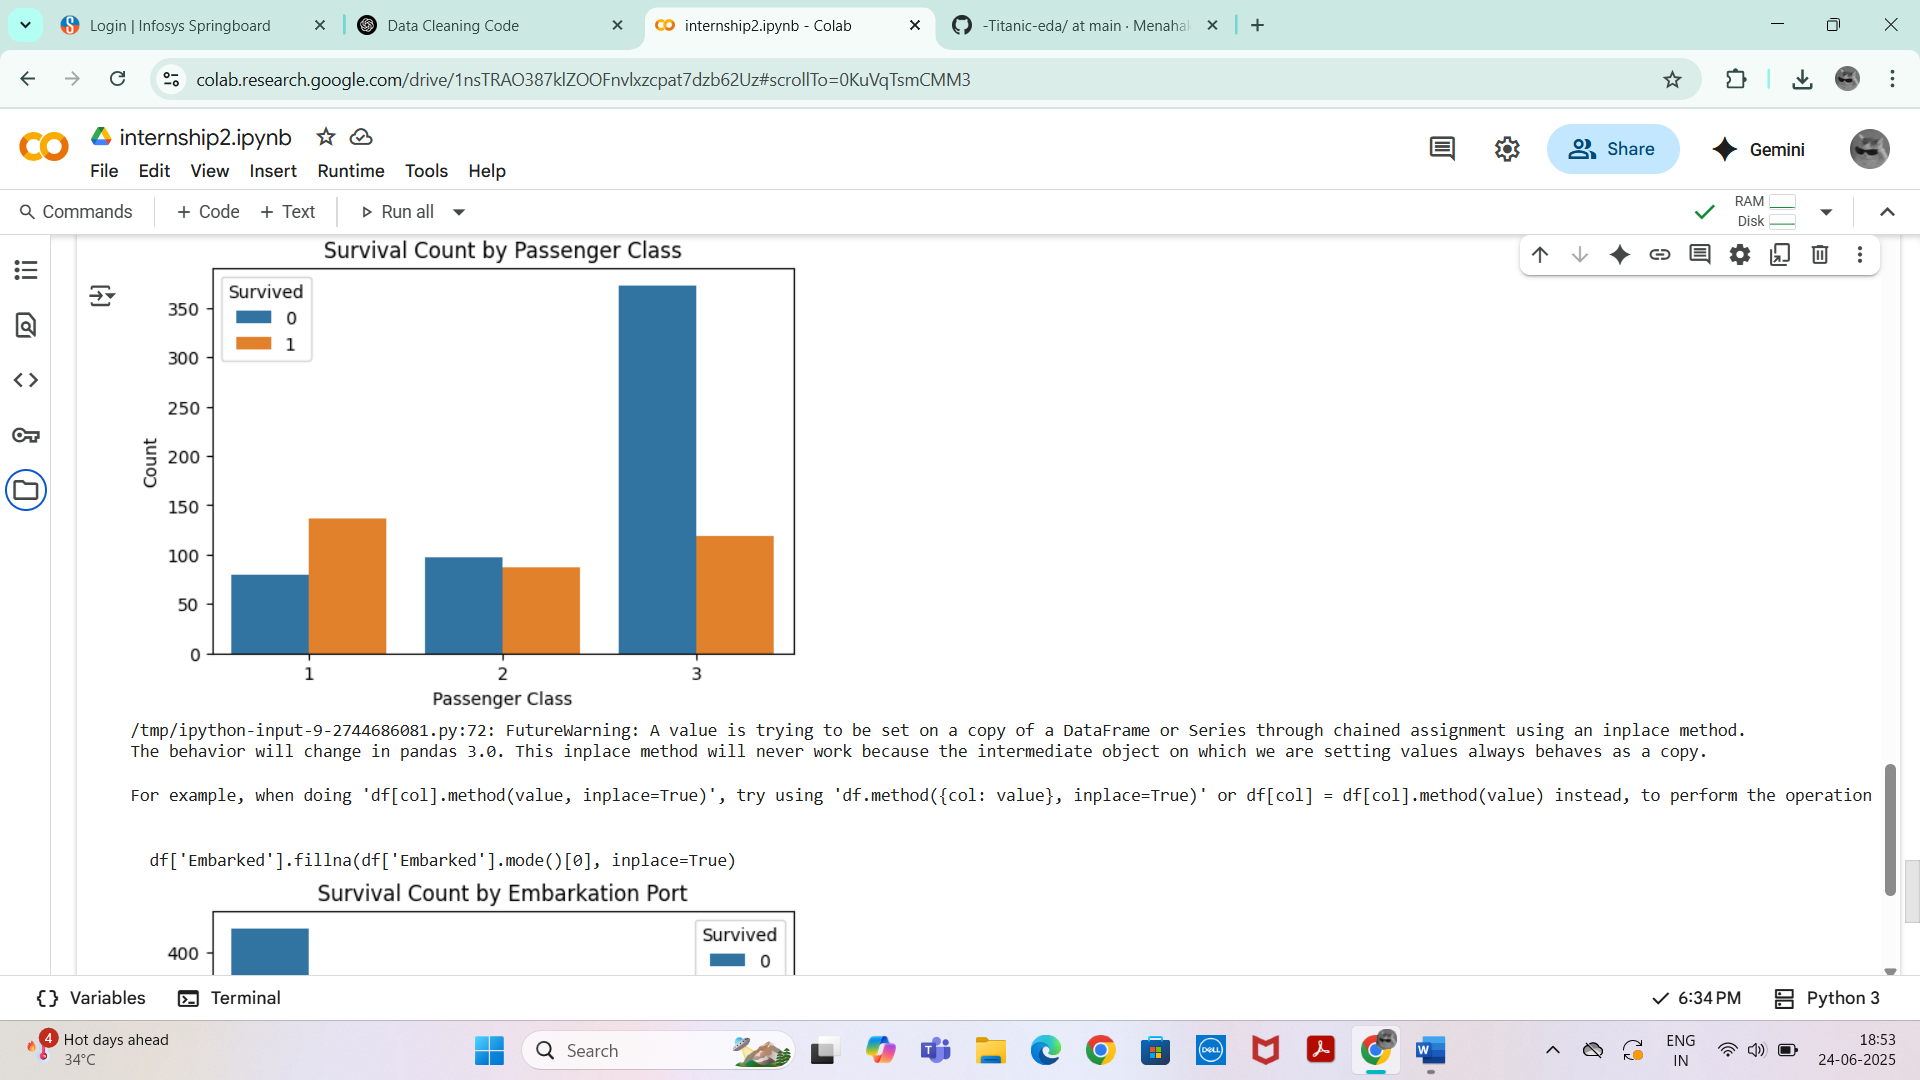 Login | Infosys Springboard
Data Cleaning Code
internship2.ipynb - Colab
-Titanic-eda/ at main · Menahal
colab.research.google.com/drive/1nsTRAO387klZOOFnvlxzcpat7dzb62Uz#scrollTo=0KuVqTsmCMM3
internship2.ipynb
File Edit View Insert Runtime Tools Help
Share
Gemini
Commands
+ Code
+ Text
Run all
RAM
Disk
Survival Count by Passenger Class
Survived
0
1
350
300
250
200
150
100
50
0
Count
1 2 3
Passenger Class
/tmp/ipython-input-9-2744686081.py:72: FutureWarning: A value is trying to be set on a copy of a DataFrame or Series through chained assignment using an inplace method.
The behavior will change in pandas 3.0. This inplace method will never work because the intermediate object on which we are setting values always behaves as a copy.
For example, when doing 'df[col].method(value, inplace=True)', try using 'df.method({col: value}, inplace=True)' or df[col] = df[col].method(value) instead, to perform the operation
df['Embarked'].fillna(df['Embarked'].mode()[0], inplace=True)
Survival Count by Embarkation Port
400
Survived
0
Variables
Terminal
6:34 PM
Python 3
4
Hot days ahead
34°C
Search
DELL
ENG
IN
18:53
24-06-2025